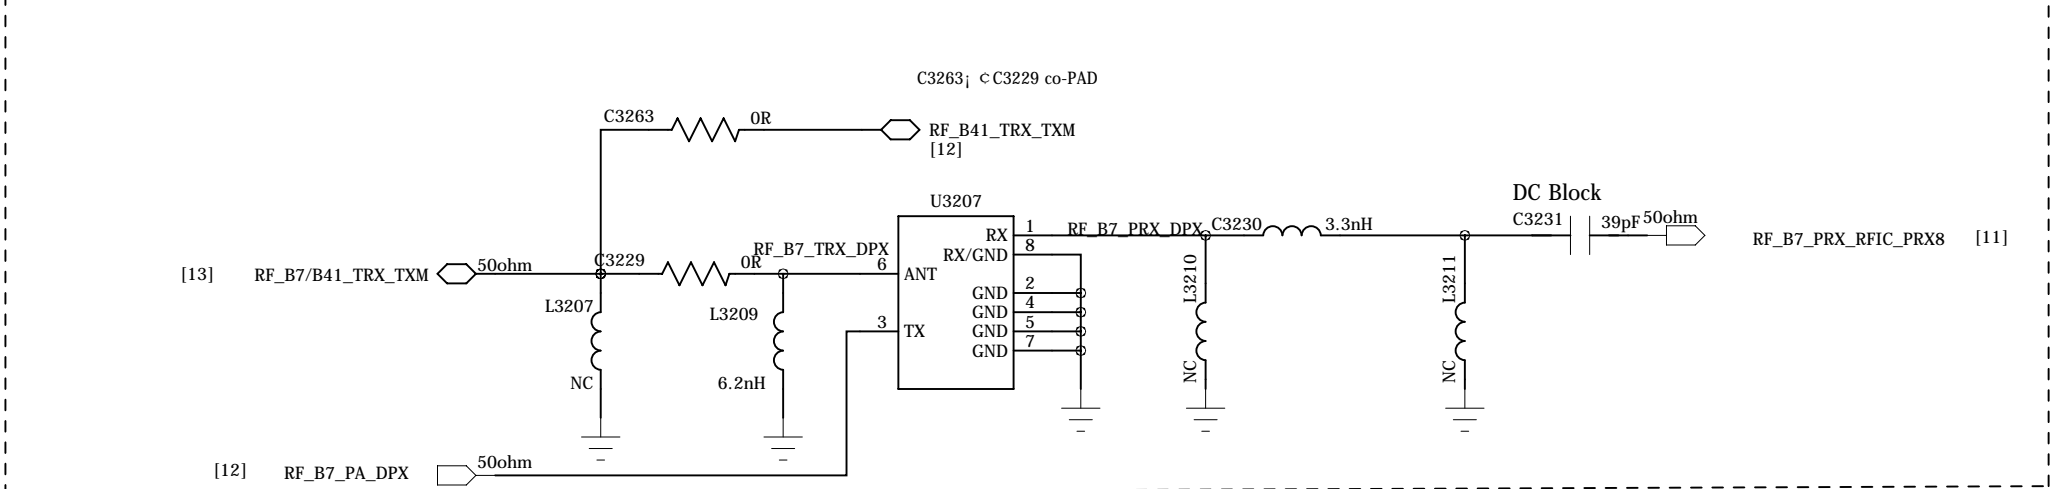 C3263¡ ¢C3229 co-PAD
C3263
0R
RF_B41_TRX_TXM
[12]
U3207
DC Block
RX
1
RF_B7_PRX_DPX
C3230
3.3nH
C3231
39pF
50ohm
RF_B7_PRX_RFIC_PRX8
[11]
RX/GND
8
[13]
RF_B7/B41_TRX_TXM
50ohm
C3229
0R
RF_B7_TRX_DPX
6
ANT
GND
2
GND
4
GND
5
GND
7
L3207
NC
L3209
6.2nH
3
TX
L3210
NC
L3211
NC
[12]
RF_B7_PA_DPX
50ohm